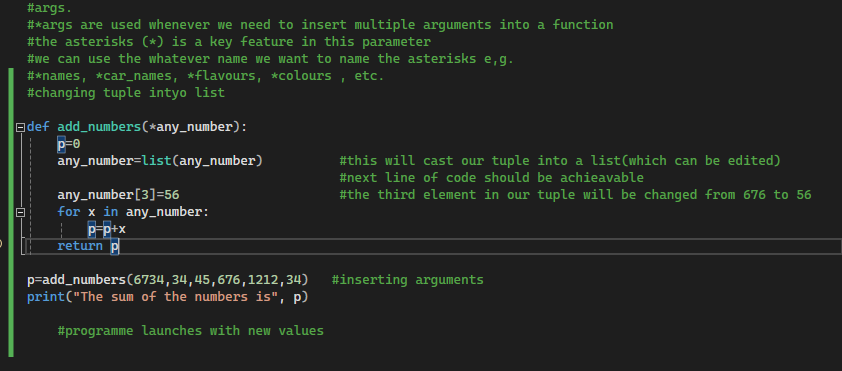 #args.
#*args are used whenever we need to insert multiple arguments into a function
#the asterisks (*) is a key feature in this parameter
#we can use the whatever name we want to name the asterisks e,g.
#*names, *car_names, *flavours, *colours , etc.
#changing tuple intyo list
def add_numbers(*any_number):
p=0
any_number=list(any_number) #this will cast our tuple into a list(which can be edited)
#next line of code should be achieavable
any_number[3]=56 #the third element in our tuple will be changed from 676 to 56
for x in any_number:
p=p+x
return p
p=add_numbers(6734,34,45,676,1212,34) #inserting arguments
print("The sum of the numbers is", p)
#programme launches with new values